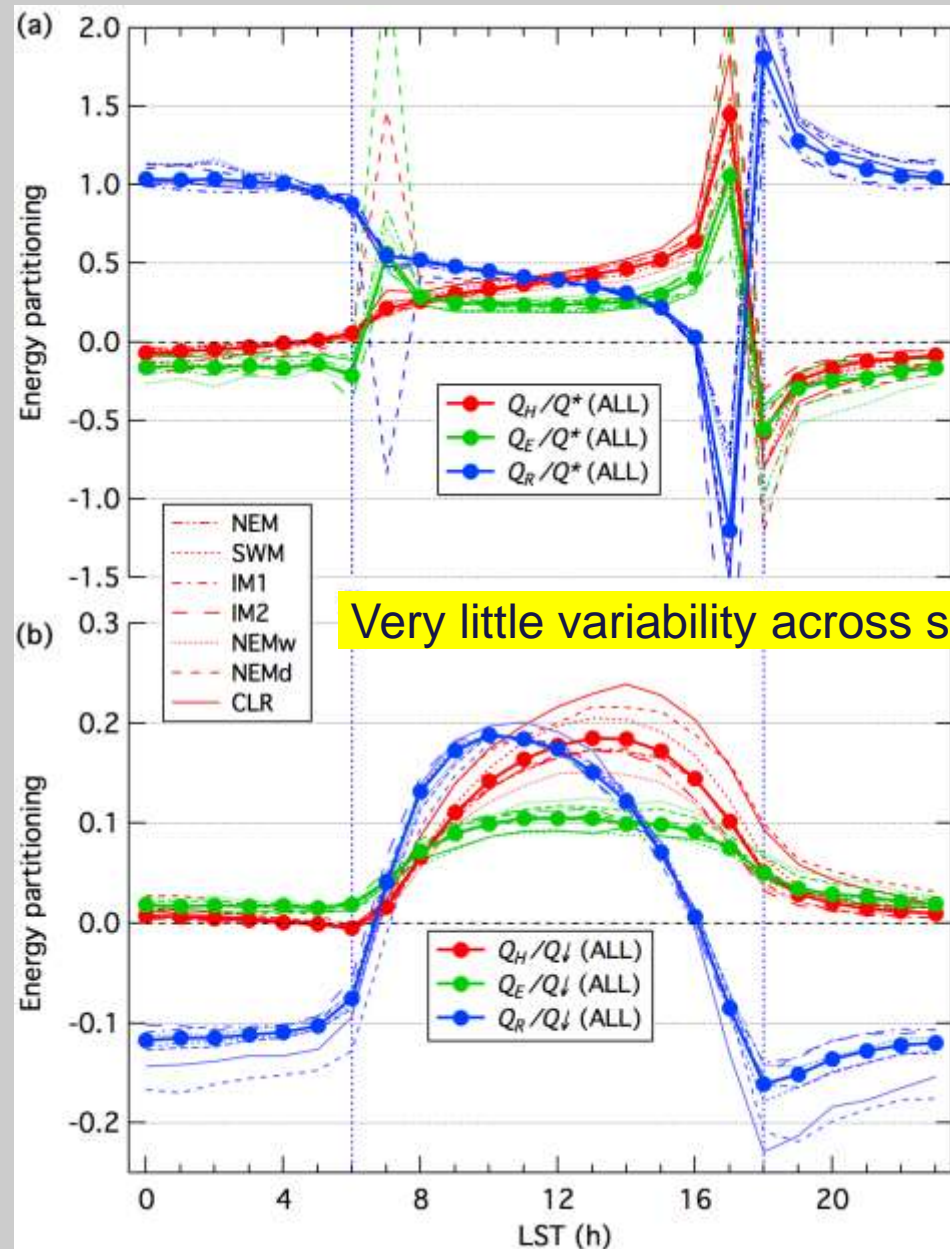 (a)
2.0
1.5
1.0
0.5
0.0
-0.5
-1.0
-1.5
Energy partitioning
Q_H/Q* (ALL)
Q_E/Q* (ALL)
Q_R/Q* (ALL)
NEM
SWM
IM1
IM2
NEMw
NEMd
CLR
Very little variability across s
(b)
0.3
0.2
0.1
0.0
-0.1
-0.2
Energy partitioning
Q_H/Q↓ (ALL)
Q_E/Q↓ (ALL)
Q_R/Q↓ (ALL)
0 4 8 12 16 20
LST (h)